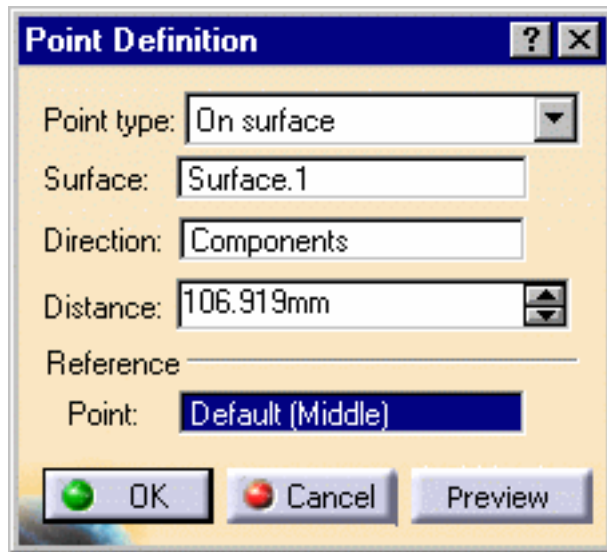 Point Definition ? X
Point type: On surface
Surface: Surface.1
Direction: Components
Distance: 106.919mm
Reference
Point: Default (Middle)
OK Cancel Preview